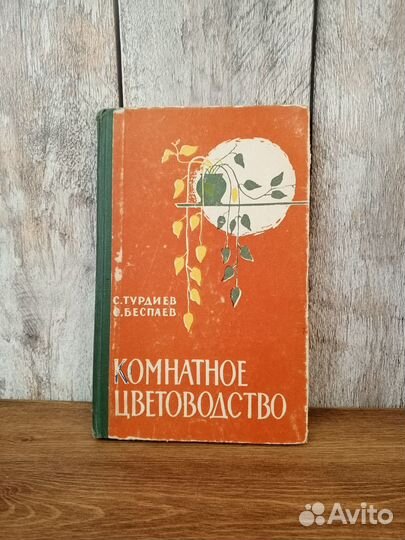 С. ТУРДИЕВ
С. БЕСПАЕВ
КОМНАТНОЕ
ЦВЕТОВОДСТВО
Avito